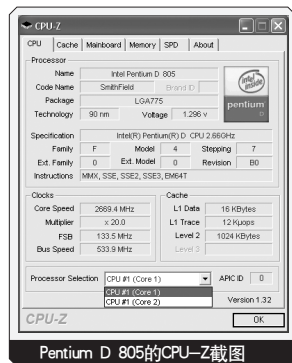 CPU-Z
CPU Cache Mainboard Memory SPD About
Processor
Name Intel Pentium D 805
Code Name SmithField Brand ID
Package LGA775
Technology 90 nm Voltage 1.296 v
intel inside
pentium D
Specification Intel(R) Pentium(R) D CPU 2.66GHz
Family F Model 4 Stepping 7
Ext. Family 0 Ext. Model 0 Revision B0
Instructions MMX, SSE, SSE2, SSE3, EM64T
Clocks Cache
Core Speed 2669.4 MHz L1 Data 16 KBytes
Multiplier x 20.0 L1 Trace 12 Kµops
FSB 133.5 MHz Level 2 1024 KBytes
Bus Speed 533.9 MHz Level 3
Processor Selection CPU #1 (Core 1) APIC ID 0
CPU #1 (Core 1)
CPU #1 (Core 2)
Version 1.32
CPU-Z OK
Pentium D 805的CPU—Z截图